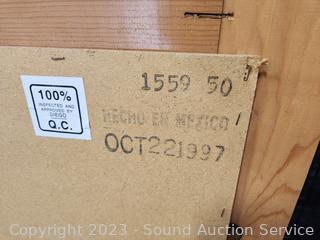 1559 50
100%
INSPECTED AND
APPROVED BY
DIEGO
Q.C.
HECHO EN MEXICO
OCT221997
Copyright 2023 - Sound Auction Service